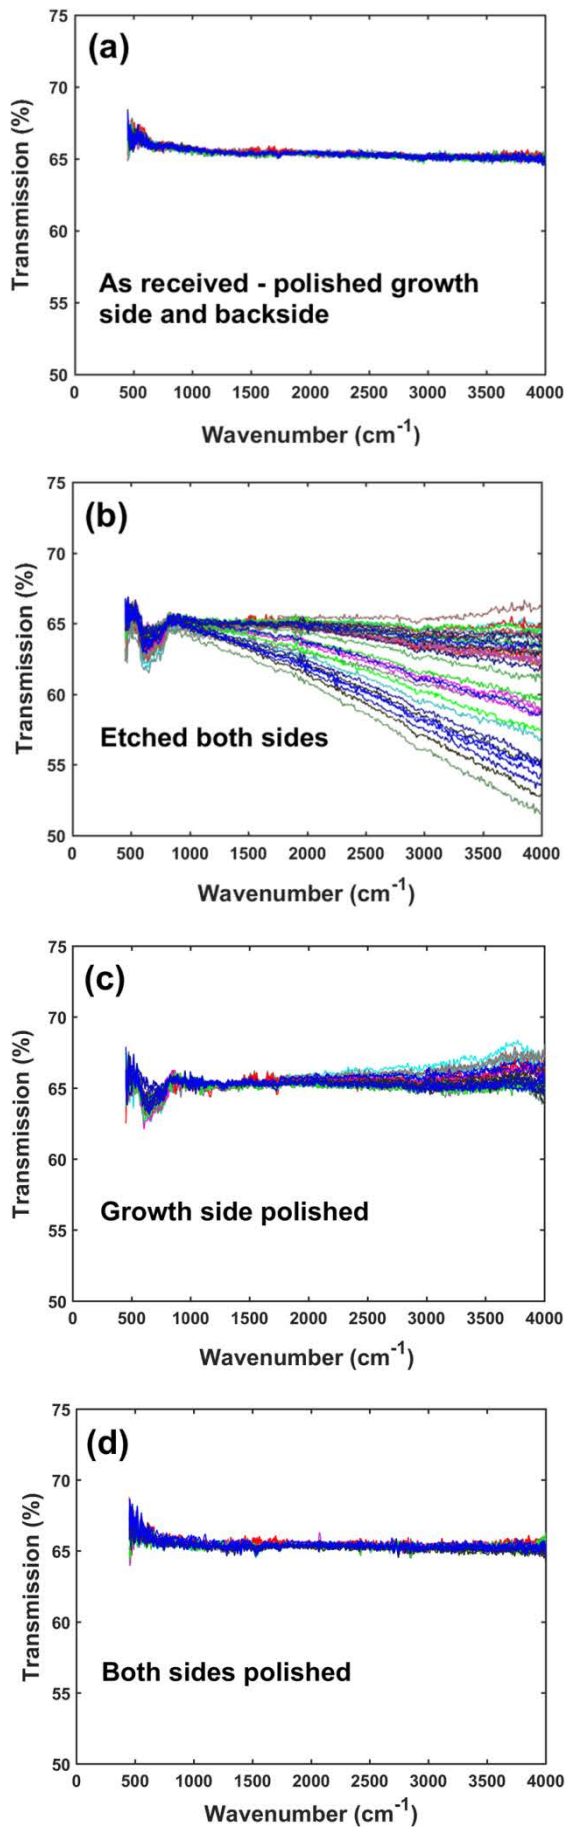 (a)
Transmission (%)
75
70
65
60
55
50
As received - polished growth
side and backside
0 500 1000 1500 2000 2500 3000 3500 4000
Wavenumber (cm⁻¹)
(b)
Transmission (%)
75
70
65
60
55
50
Etched both sides
0 500 1000 1500 2000 2500 3000 3500 4000
Wavenumber (cm⁻¹)
(c)
Transmission (%)
75
70
65
60
55
50
Growth side polished
0 500 1000 1500 2000 2500 3000 3500 4000
Wavenumber (cm⁻¹)
(d)
Transmission (%)
75
70
65
60
55
50
Both sides polished
0 500 1000 1500 2000 2500 3000 3500 4000
Wavenumber (cm⁻¹)